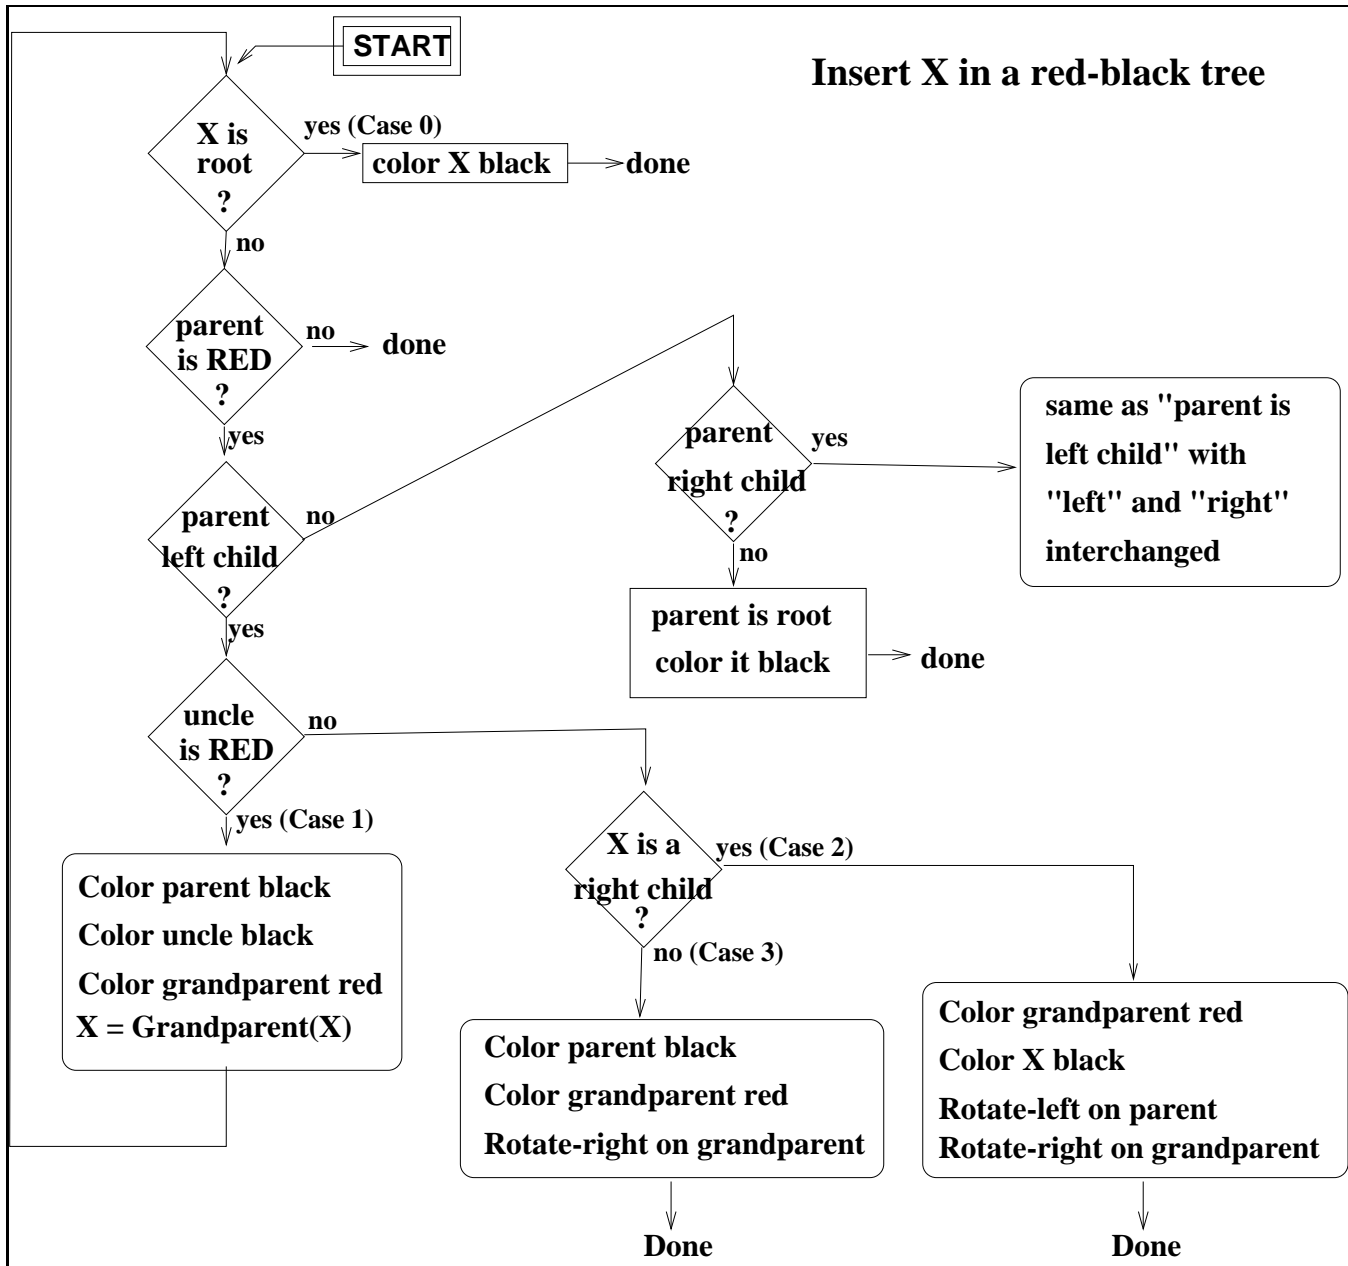 START
Insert X in a red-black tree
X is
root
?
yes (Case 0)
color X black
done
no
parent
is RED
?
no
done
yes
parent
left child
?
no
parent
right child
?
yes
same as "parent is
left child" with
"left" and "right"
interchanged
no
parent is root
color it black
done
yes
uncle
is RED
?
no
yes (Case 1)
Color parent black
Color uncle black
Color grandparent red
X = Grandparent(X)
X is a
right child
?
yes (Case 2)
no (Case 3)
Color parent black
Color grandparent red
Rotate-right on grandparent
Done
Color grandparent red
Color X black
Rotate-left on parent
Rotate-right on grandparent
Done